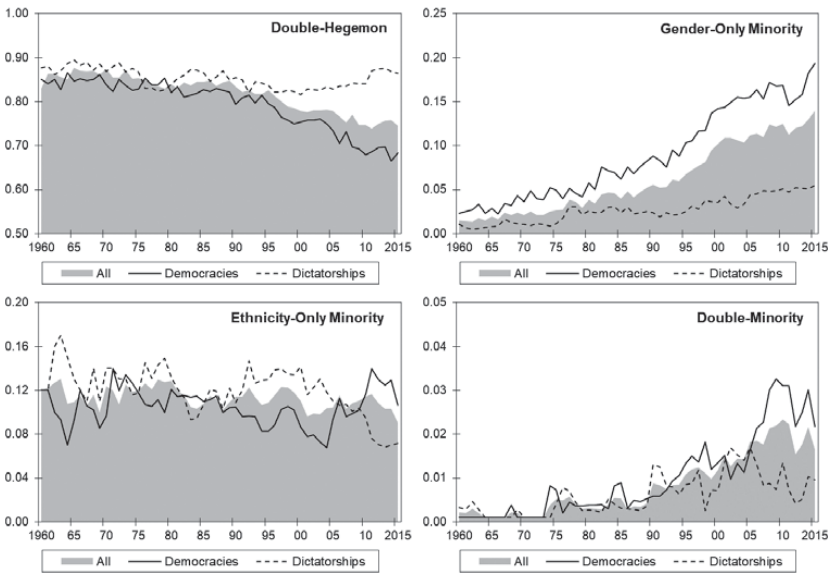 Double-Hegemon
1.00
0.90
0.80
0.70
0.60
0.50
1960 65 70 75 80 85 90 95 00 05 10 2015
All Democracies Dictatorships
Gender-Only Minority
0.25
0.20
0.15
0.10
0.05
0.00
1960 65 70 75 80 85 90 95 00 05 10 2015
All Democracies Dictatorships
Ethnicity-Only Minority
0.20
0.16
0.12
0.08
0.04
0.00
1960 65 70 75 80 85 90 95 00 05 10 2015
All Democracies Dictatorships
Double-Minority
0.05
0.04
0.03
0.02
0.01
0.00
1960 65 70 75 80 85 90 95 00 05 10 2015
All Democracies Dictatorships